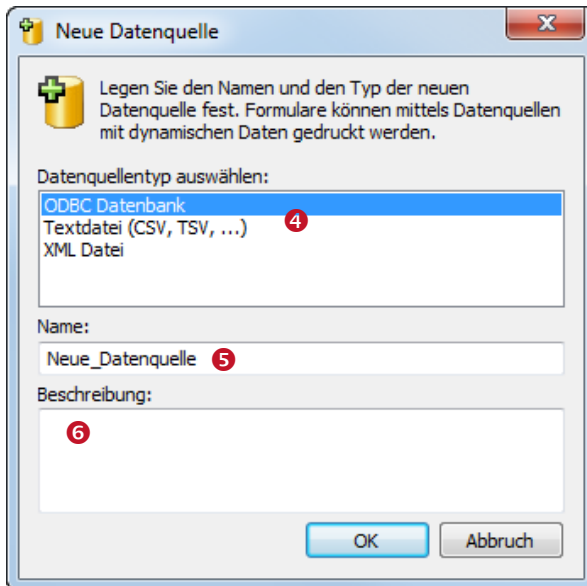 Neue Datenquelle
X
Legen Sie den Namen und den Typ der neuen
Datenquelle fest. Formulare können mittels Datenquellen
mit dynamischen Daten gedruckt werden.
Datenquellentyp auswählen:
ODBC Datenbank
4
Textdatei (CSV, TSV, ...)
XML Datei
Name:
Neue_Datenquelle 5
Beschreibung:
6
OK Abbruch